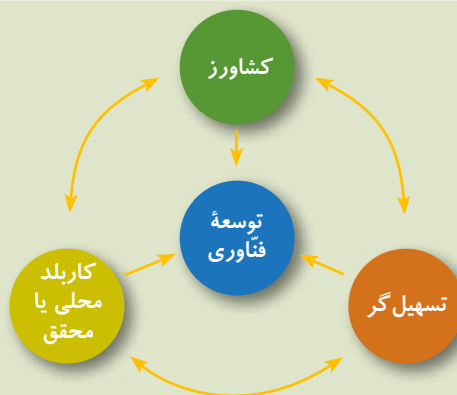 کشاورز
توسعهٔ
فنّاوری
تسهیل‌گر
کاربلد
محلی یا
محقق